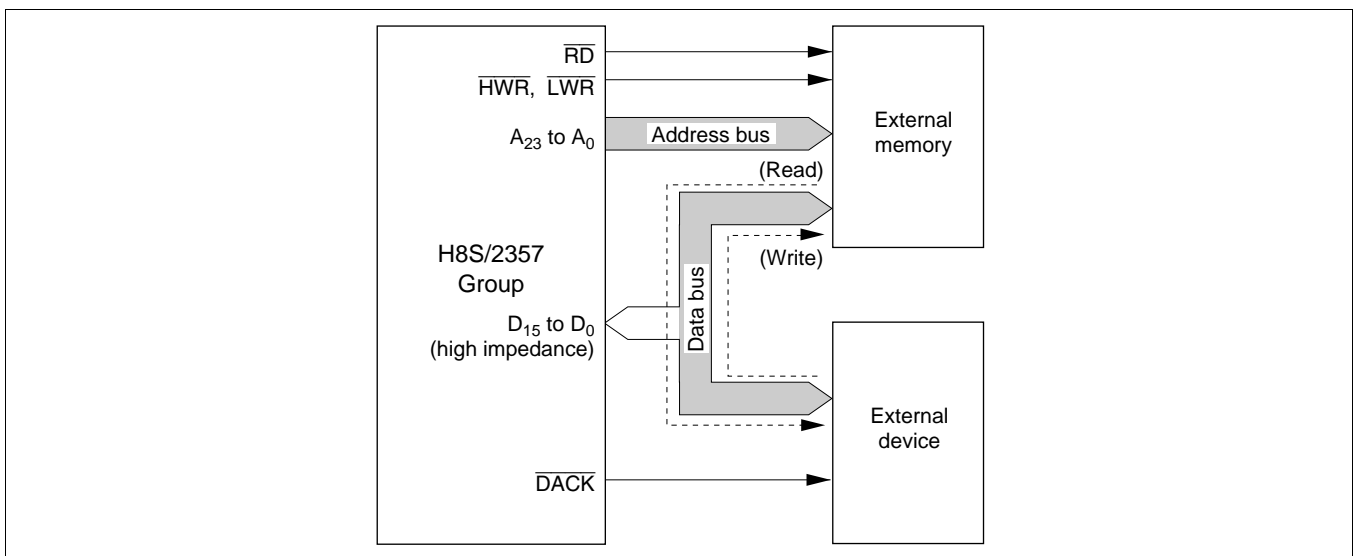 RD
HWR, LWR
A23 to A0
Address bus
External
memory
(Read)
(Write)
H8S/2357
Group
Data bus
D15 to D0
(high impedance)
External
device
DACK